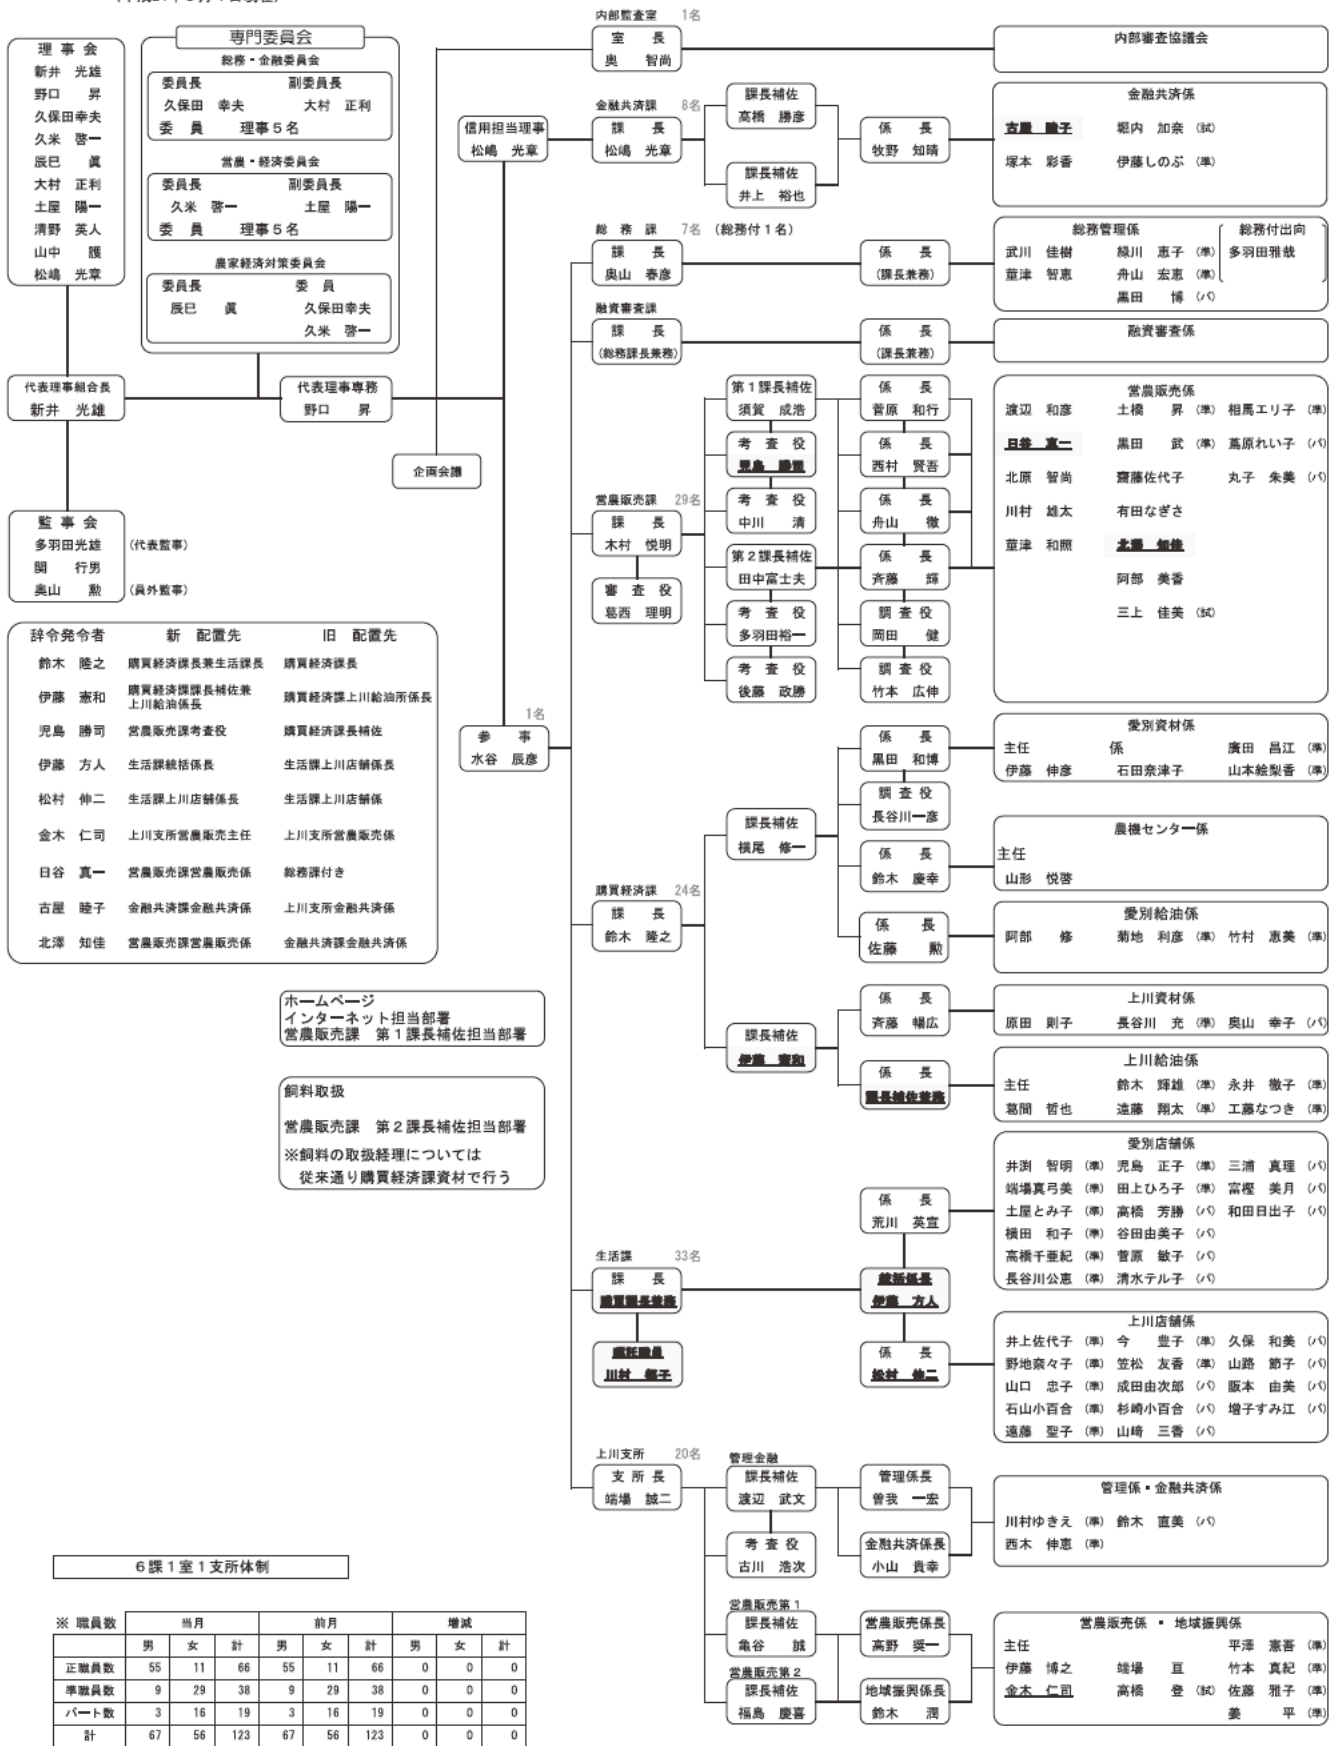 理事会
新井 光雄
野口 昇
久保田幸夫
久米 啓一
辰巳 眞
大村 正利
土屋 陽一
清野 英人
山中 護
松嶋 光章
専門委員会
総務・金融委員会
委員長 副委員長
久保田 幸夫 大村 正利
委員 理事5名
営農・経済委員会
委員長 副委員長
久米 啓一 土屋 陽一
委員 理事5名
農家経済対策委員会
委員長 委員
辰巳 眞 久保田幸夫
久米 啓一
代表理事組合長
新井 光雄
代表理事専務
野口 昇
企画会議
監事会
多羽田光雄 (代表監事)
関 行男
奥山 勲 (員外監事)
辞令発令者 新 配置先 旧 配置先
鈴木 隆之 購買経済課長兼生活課長 購買経済課長
伊藤 憲和 購買経済課課長補佐兼上川給油係長 購買経済課上川給油所係長
児島 勝司 営農販売課考査役 購買経済課長補佐
伊藤 方人 生活課統括係長 生活課上川店舗係長
松村 伸二 生活課上川店舗係長 生活課上川店舗係
金木 仁司 上川支所営農販売主任 上川支所営農販売係
日谷 真一 営農販売課営農販売係 総務課付き
古屋 睦子 金融共済課金融共済係 上川支所金融共済係
北澤 知佳 営農販売課営農販売係 金融共済課金融共済係
ホームページ
インターネット担当部署
営農販売課 第1課長補佐担当部署
飼料取扱
営農販売課 第2課長補佐担当部署
※飼料の取扱経理については
従来通り購買経済課資材で行う
内部監査室 1名
室長
奥 智尚
内部審査協議会
信用担当理事
松嶋 光章
金融共済課 8名
課長
松嶋 光章
課長補佐
高橋 勝彦
課長補佐
井上 裕也
係長
牧野 知晴
金融共済係
古屋 睦子 堀内 加奈 (試)
塚本 彩香 伊藤しのぶ (準)
総務課 7名 (総務付1名)
課長
奥山 春彦
係長
(課長兼務)
総務管理係 総務付出向
武川 佳樹 緑川 恵子 (準) 多羽田雅哉
韮津 智恵 舟山 宏恵 (準)
黒田 博 (パ)
融資審査課
課長
(総務課長兼務)
係長
(課長兼務)
融資審査係
参事 1名
水谷 辰彦
営農販売課 29名
課長
木村 悦明
審査役
葛西 理明
第1課長補佐
須賀 成浩
考査役
児島 勝司
考査役
中川 清
第2課長補佐
田中富士夫
考査役
多羽田裕一
考査役
後藤 政勝
係長
菅原 和行
係長
西村 賢吾
係長
舟山 徹
係長
斉藤 輝
調査役
岡田 健
調査役
竹本 広伸
営農販売係
渡辺 和彦 土橋 昇 (準) 相馬エリ子 (準)
日谷 真一 黒田 武 (準) 蔦原れい子 (パ)
北原 智尚 齋藤佐代子 丸子 朱美 (パ)
川村 雄太 有田なぎさ
韮津 和照 北澤 知佳
阿部 美香
三上 佳美 (試)
購買経済課 24名
課長
鈴木 隆之
課長補佐
横尾 修一
課長補佐
伊藤 憲和
係長
黒田 和博
調査役
長谷川一彦
係長
鈴木 慶幸
係長
佐藤 勲
係長
斉藤 暢広
係長
課長補佐兼務
愛別資材係
主任 係 廣田 昌江 (準)
伊藤 伸彦 石田奈津子 山本絵梨香 (準)
農機センター係
主任
山形 悦啓
愛別給油係
阿部 修 菊地 利彦 (準) 竹村 恵美 (準)
上川資材係
原田 則子 長谷川 充 (準) 奥山 幸子 (パ)
上川給油係
主任 鈴木 輝雄 (準) 永井 徹子 (準)
葛間 哲也 遠藤 翔太 (準) 工藤なつき (準)
生活課 33名
課長
購買課長兼務
嘱託職員
川村
係長
荒川 英宣
統括係長
伊藤 方人
係長
松村 伸二
愛別店舗係
井渕 智明 (準) 児島 正子 (準) 三浦 真理 (パ)
端場真弓美 (準) 田上ひろ子 (準) 富樫 美月 (パ)
土屋とみ子 (準) 高橋 芳勝 (パ) 和田日出子 (パ)
横田 和子 (準) 谷田由美子 (パ)
高橋千亜紀 (準) 菅原 敏子 (パ)
長谷川公恵 (準) 清水テル子 (パ)
上川店舗係
井上佐代子 (準) 今 豊子 (準) 久保 和美 (パ)
野地奈々子 (準) 笠松 友香 (準) 山路 節子 (パ)
山口 忠子 (準) 成田由次郎 (パ) 阪本 由美 (パ)
石山小百合 (準) 杉崎小百合 (パ) 増子すみ江 (パ)
遠藤 聖子 (準) 山﨑 三香 (パ)
上川支所 20名
支所長
端場 誠二
管理金融
課長補佐
渡辺 武文
考査役
古川 浩次
管理係長
曽我 一宏
金融共済係長
小山 貴幸
管理係・金融共済係
川村ゆきえ (準) 鈴木 直美 (パ)
西木 伸恵 (準)
営農販売第1
課長補佐
亀谷 誠
営農販売第2
課長補佐
福島 慶喜
営農販売係長
高野 奨一
地域振興係長
鈴木 潤
営農販売係 ・ 地域振興係
主任 平澤 憲吾 (準)
伊藤 博之 端場 亘 竹本 真紀 (準)
金木 仁司 高橋 登 (試) 佐藤 雅子 (準)
姜 平 (準)
6課1室1支所体制
※ 職員数 当月 前月 増減
男 女 計 男 女 計 男 女 計
正職員数 55 11 66 55 11 66 0 0 0
準職員数 9 29 38 9 29 38 0 0 0
パート数 3 16 19 3 16 19 0 0 0
計 67 56 123 67 56 123 0 0 0